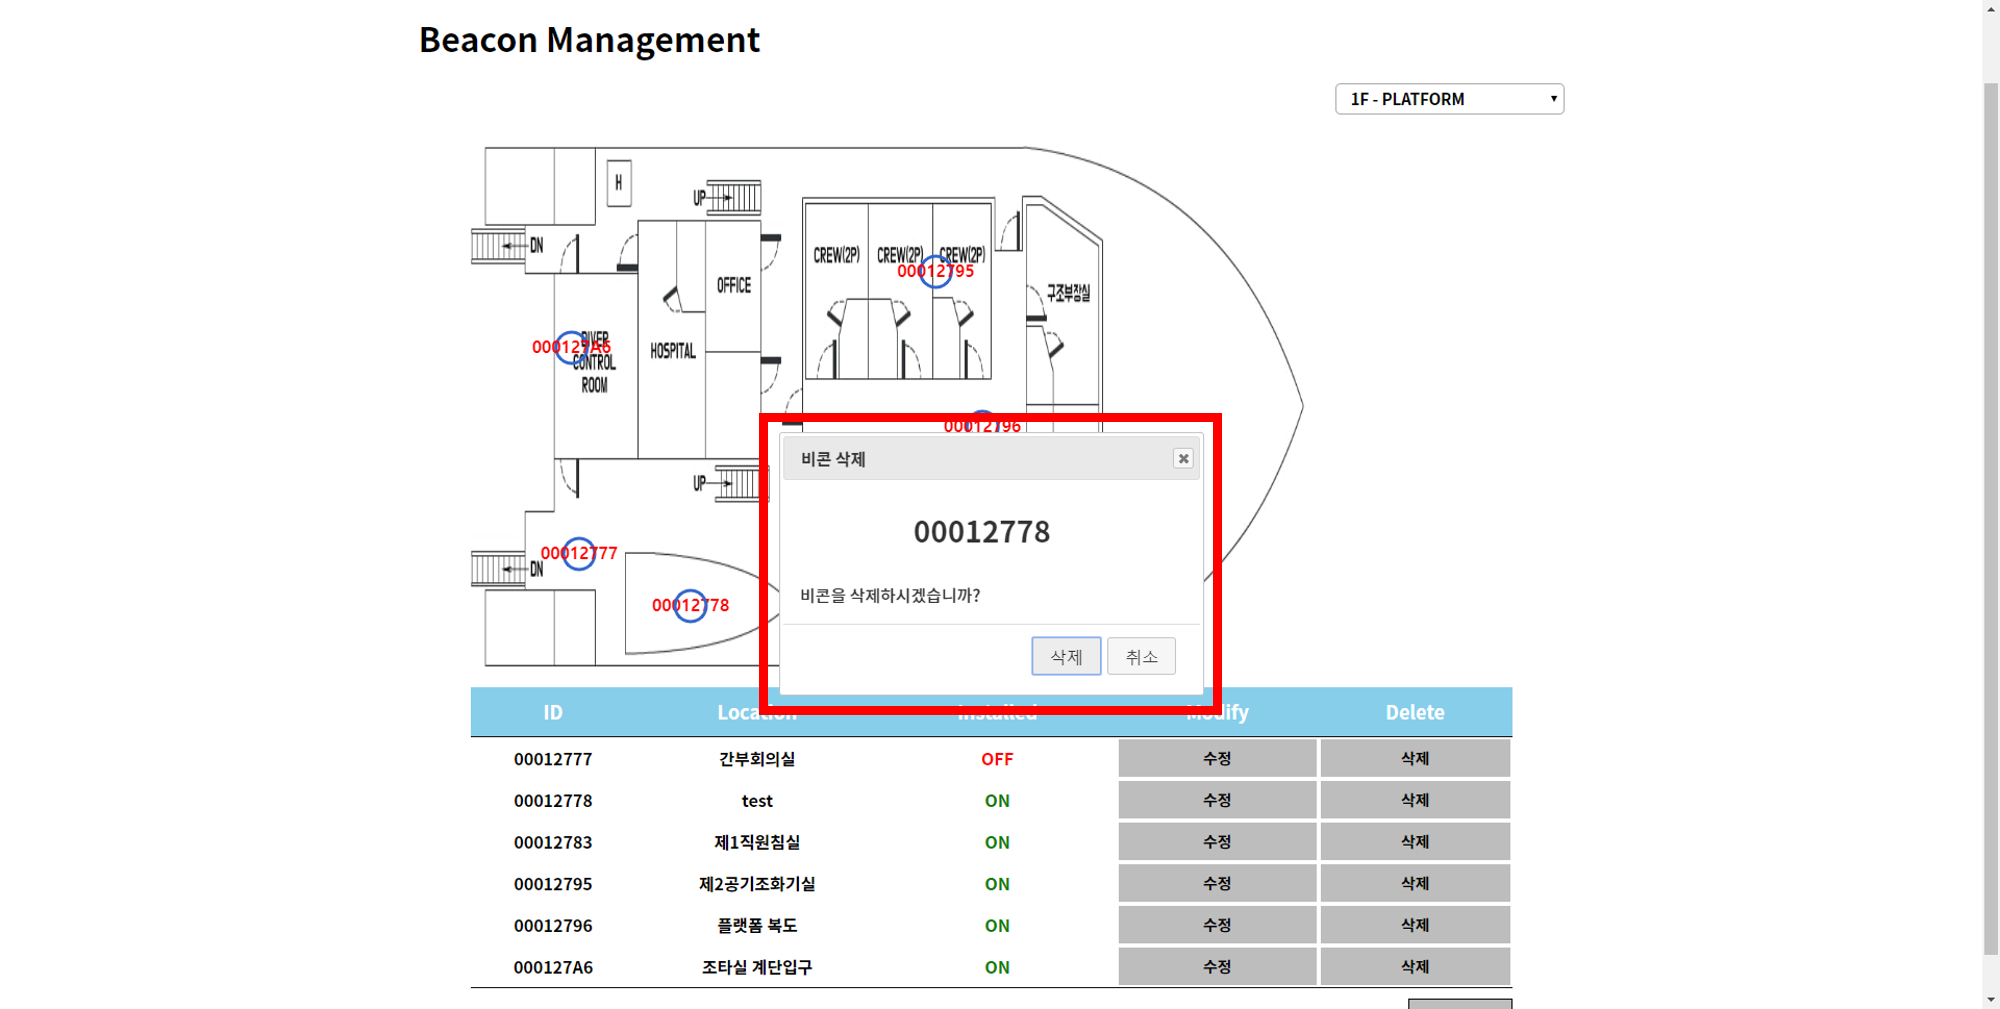 Beacon Management
1F - PLATFORM
H
UP
DN
CREW(2P)
CREW(2P)
CREW(2P)
00012795
OFFICE
구조부장실
000127A6
DIVER
CONTROL
ROOM
HOSPITAL
00012796
비콘 삭제
UP
00012778
00012777
DN
비콘을 삭제하시겠습니까?
00012778
삭제 취소
ID Location Installed Modify Delete
00012777 간부회의실 OFF 수정 삭제
00012778 test ON 수정 삭제
00012783 제1직원침실 ON 수정 삭제
00012795 제2공기조화기실 ON 수정 삭제
00012796 플랫폼 복도 ON 수정 삭제
000127A6 조타실 계단입구 ON 수정 삭제